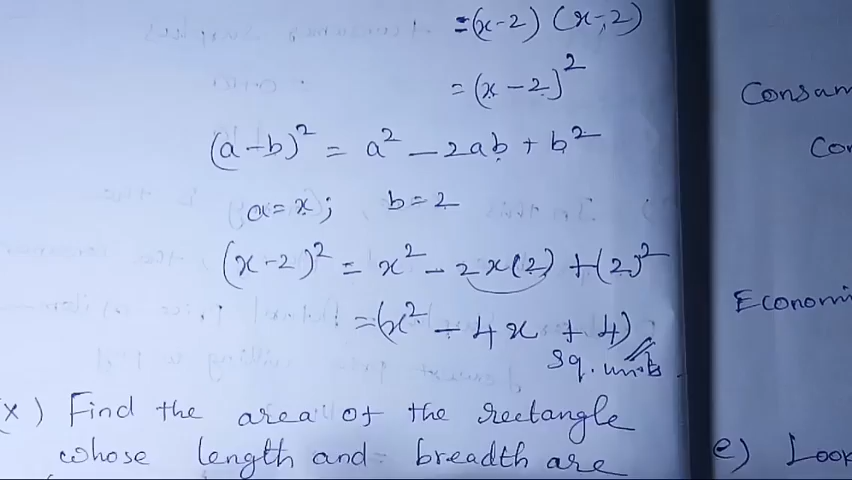 =(x-2) (x-2)
=(x-2)²
(a-b)² = a² - 2ab + b²
a=x; b=2
(x-2)² = x² - 2x(2) + (2)²
=(x² - 4x + 4)
sq. units.
x) Find the area of the rectangle
whose length and breadth are
Consum
Co
Economi
e) Look